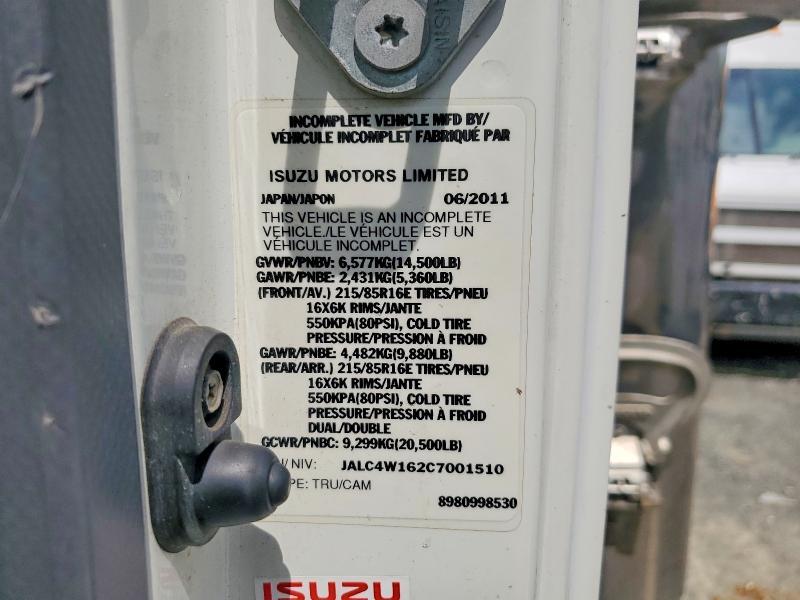 AISIN
INCOMPLETE VEHICLE MFD BY/
VÉHICULE INCOMPLET FABRIQUÉ PAR
ISUZU MOTORS LIMITED
JAPAN/JAPON 06/2011
THIS VEHICLE IS AN INCOMPLETE
VEHICLE./LE VÉHICULE EST UN
VÉHICULE INCOMPLET.
GVWR/PNBV: 6,577KG(14,500LB)
GAWR/PNBE: 2,431KG(5,360LB)
(FRONT/AV.) 215/85R16E TIRES/PNEU
16X6K RIMS/JANTE
550KPA(80PSI), COLD TIRE
PRESSURE/PRESSION À FROID
GAWR/PNBE: 4,482KG(9,880LB)
(REAR/ARR.) 215/85R16E TIRES/PNEU
16X6K RIMS/JANTE
550KPA(80PSI), COLD TIRE
PRESSURE/PRESSION À FROID
DUAL/DOUBLE
GCWR/PNBC: 9,299KG(20,500LB)
/ NIV: JALC4W162C7001510
PE: TRU/CAM
8980998530
ISUZU